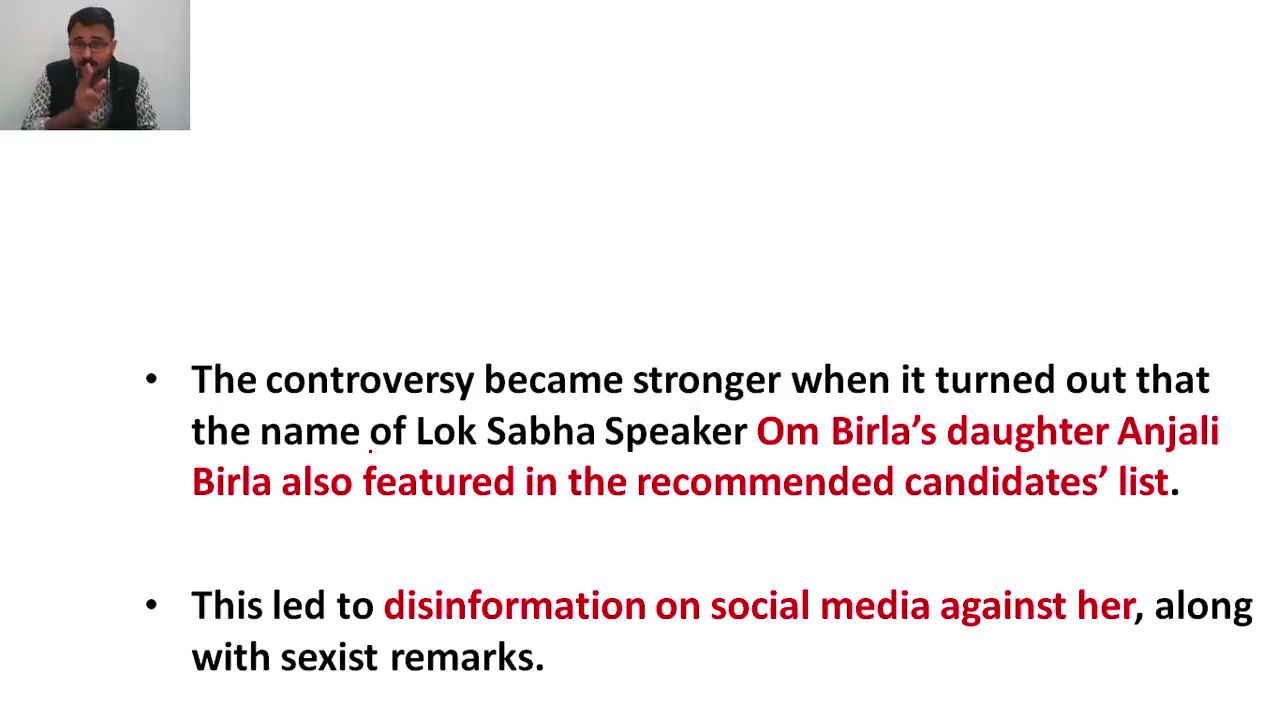 • The controversy became stronger when it turned out that
the name of Lok Sabha Speaker Om Birla’s daughter Anjali
Birla also featured in the recommended candidates’ list.
• This led to disinformation on social media against her, along
with sexist remarks.